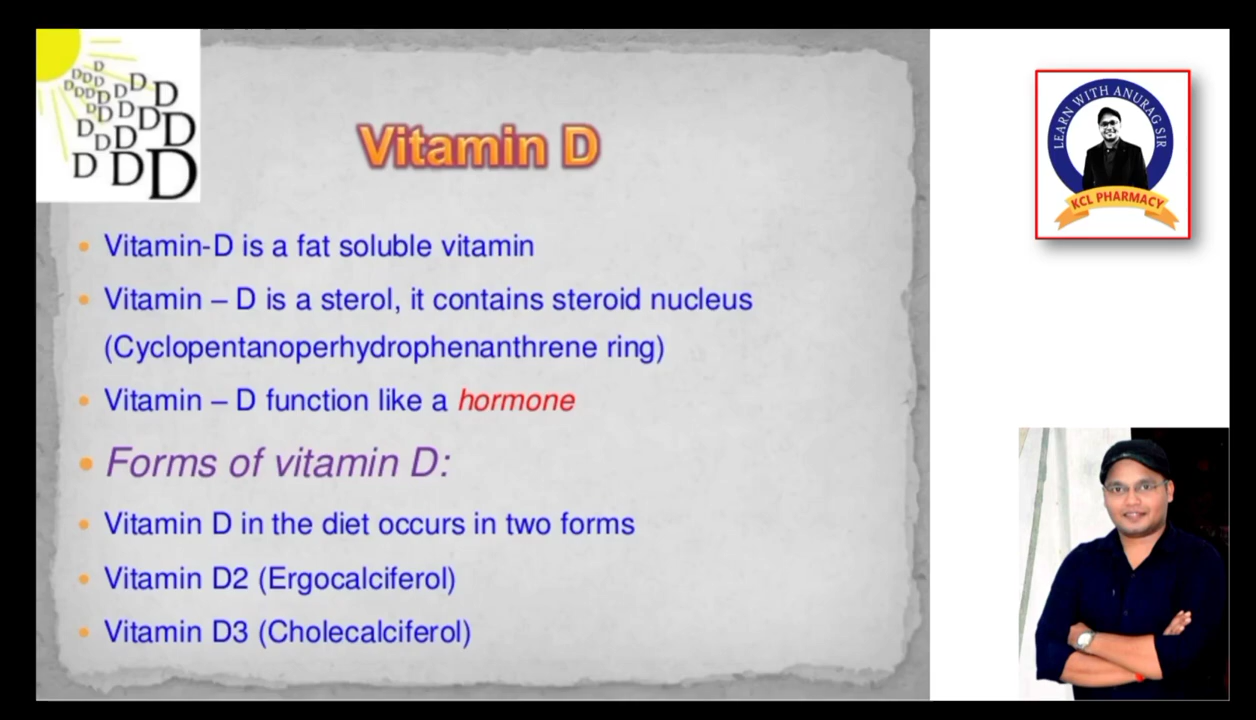 Vitamin D
Vitamin-D is a fat soluble vitamin
Vitamin – D is a sterol, it contains steroid nucleus
(Cyclopentanoperhydrophenanthrene ring)
Vitamin – D function like a hormone
Forms of vitamin D:
Vitamin D in the diet occurs in two forms
Vitamin D2 (Ergocalciferol)
Vitamin D3 (Cholecalciferol)
LEARN WITH ANURAG SIR
KCL PHARMACY
D
D D D
D D D D D D
D D D D D
D D D D
D D D